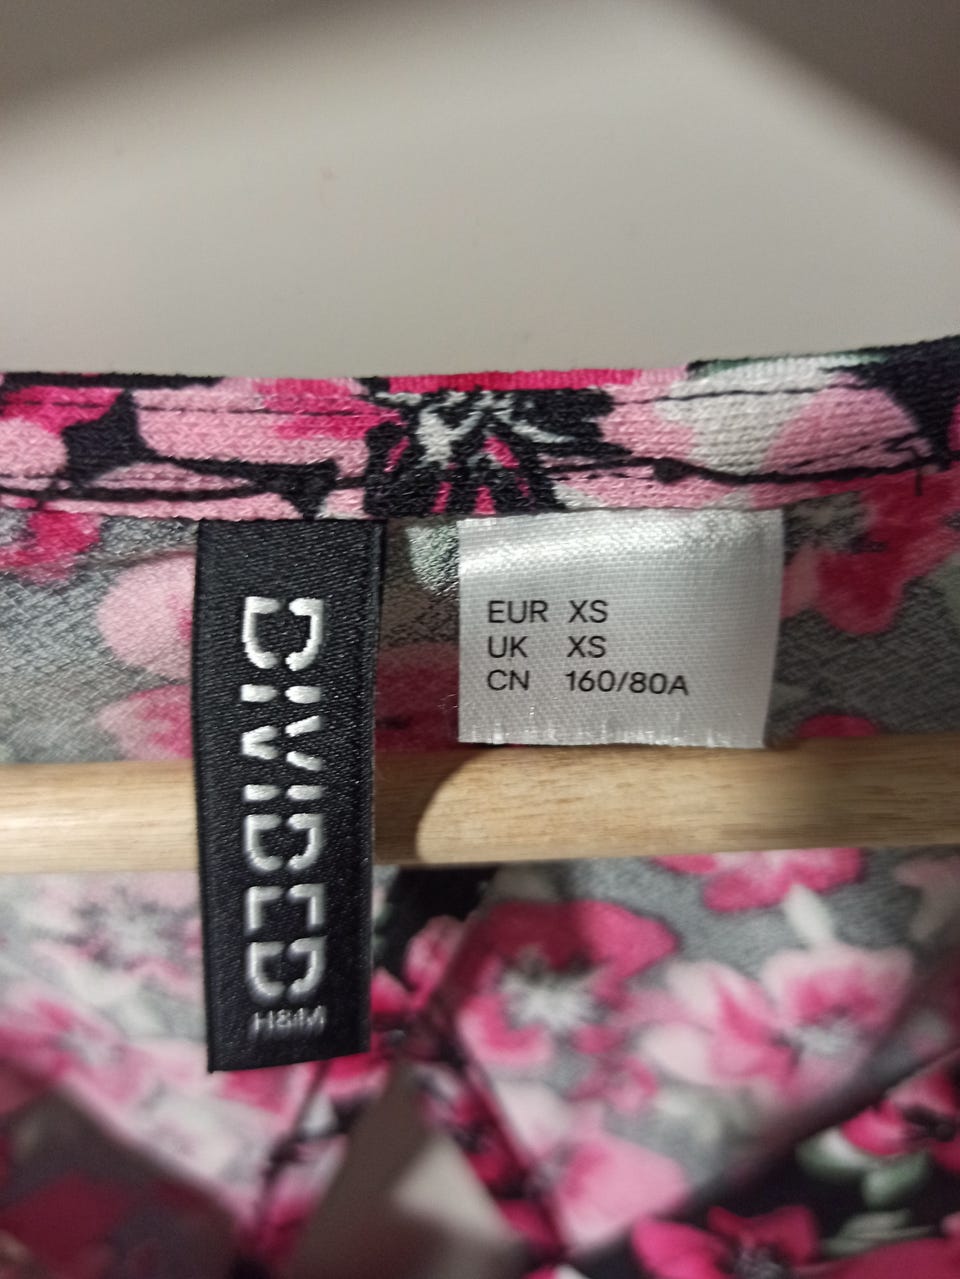 DIVIDED
H&M
EUR XS
UK XS
CN 160/80A